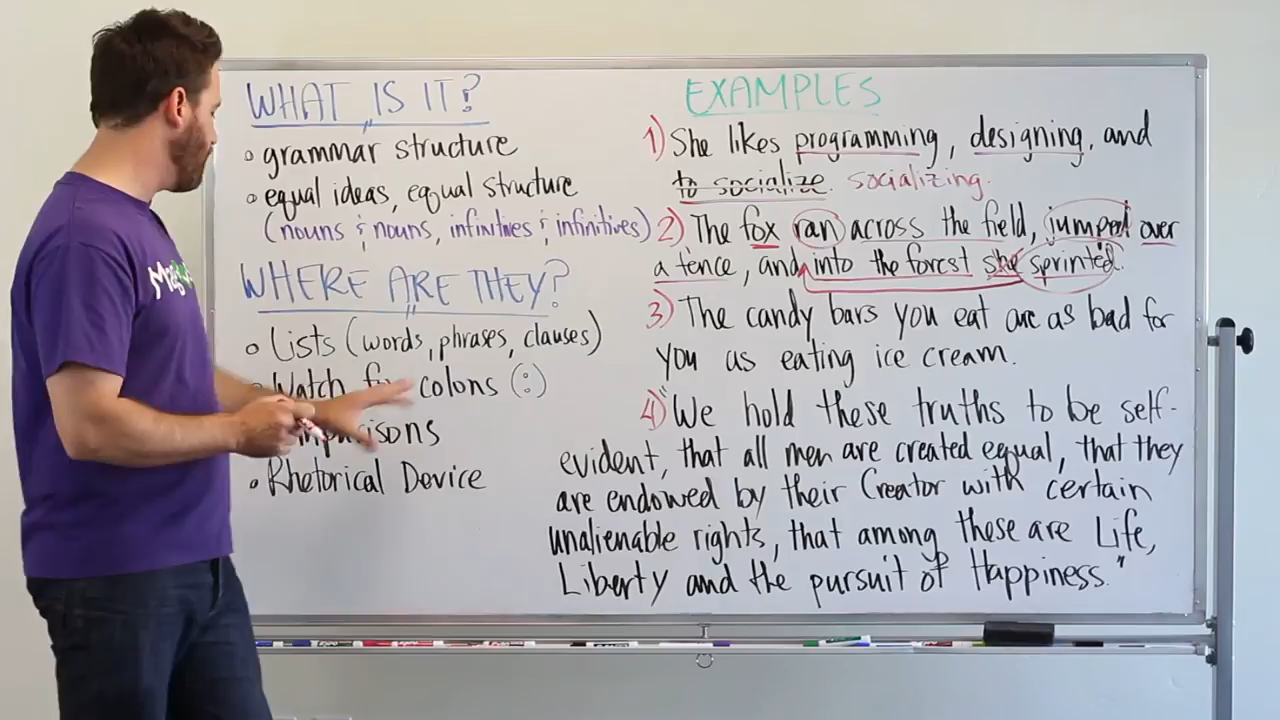 WHAT IS IT?
grammar structure
equal ideas, equal structure
(nouns & nouns, infinitives & infinitives)
WHERE ARE THEY?
Lists (words, phrases, clauses)
Watch for colons (:)
Rhetorical Device
EXAMPLES
1) She likes programming, designing, and
to socialize. socializing.
2) The fox ran across the field, jumped over
a fence, and into the forest she sprinted.
3) The candy bars you eat are as bad for
you as eating ice cream.
4) "We hold these truths to be self-
evident, that all men are created equal, that they
are endowed by their Creator with certain
unalienable rights, that among these are Life,
Liberty and the pursuit of Happiness."